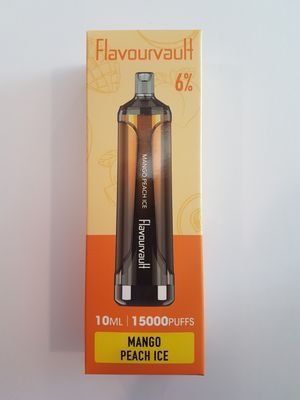 Flavourvault
6%
MANGO PEACH ICE
Flavourvault
10ML | 15000PUFFS
MANGO
PEACH ICE